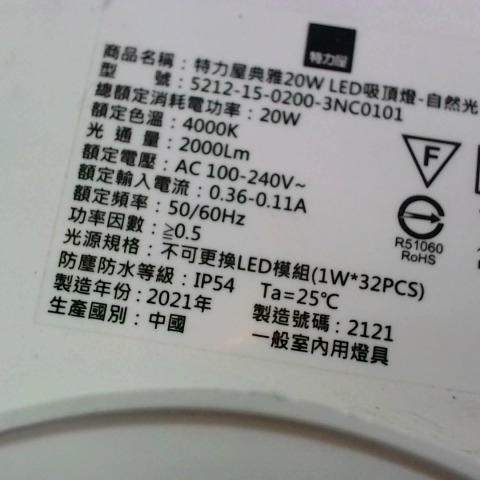 特力屋
商品名稱：特力屋典雅20W LED吸頂燈-自然光
型 號：5212-15-0200-3NC0101
總額定消耗電功率：20W
額定色溫：4000K
光 通 量：2000Lm
額定電壓：AC 100-240V~
額定輸入電流：0.36-0.11A
額定頻率：50/60Hz
功率因數：≧0.5
光源規格：不可更換LED模組(1W*32PCS)
防塵防水等級：IP54 Ta=25℃
製造年份：2021年 製造號碼：2121
生產國別：中國 一般室內用燈具
F
R51060
RoHS